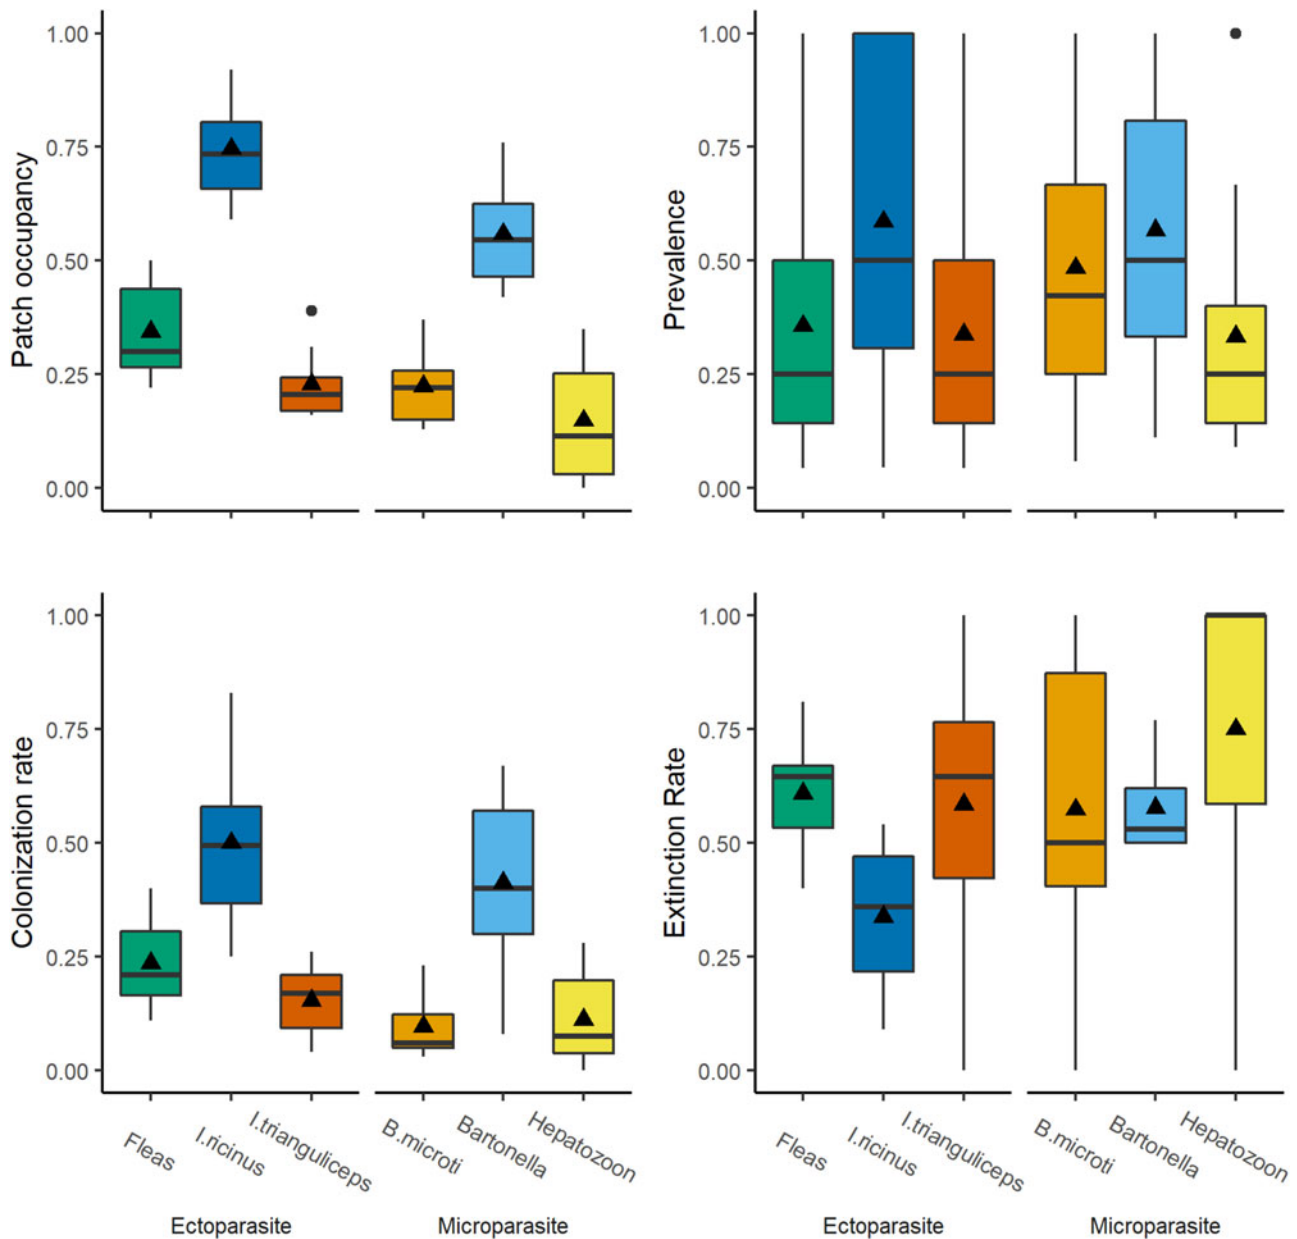 Patch occupancy
1.00
0.75
0.50
0.25
0.00
Prevalence
1.00
0.75
0.50
0.25
0.00
Colonization rate
1.00
0.75
0.50
0.25
0.00
Fleas
I.ricinus
I.trianguliceps
B.microti
Bartonella
Hepatozoon
Ectoparasite
Microparasite
Extinction Rate
1.00
0.75
0.50
0.25
0.00
Fleas
I.ricinus
I.trianguliceps
B.microti
Bartonella
Hepatozoon
Ectoparasite
Microparasite